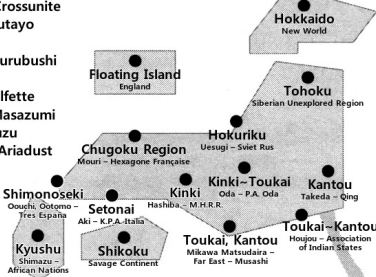 Crossunite
utayo
urubushi
lfette
Masazumi
uzu
Ariadust
Hokkaido
New World
Floating Island
England
Tohoku
Siberian Unexplored Region
Hokuriku
Uesugi – Sviet Rus
Chugoku Region
Mouri – Hexagone Française
Kinki~Toukai
Oda – P.A. Oda
Kantou
Takeda – Qing
Kinki
Hashiba – M.H.R.R.
Shimonoseki
Oouchi, Ootomo –
Tres España
Setonai
Aki – K.P.A. Italia
Toukai, Kantou
Mikawa Matsudaira –
Far East – Musashi
Toukai~Kantou
Houjou – Association
of Indian States
Kyushu
Shimazu –
African Nations
Shikoku
Savage Continent